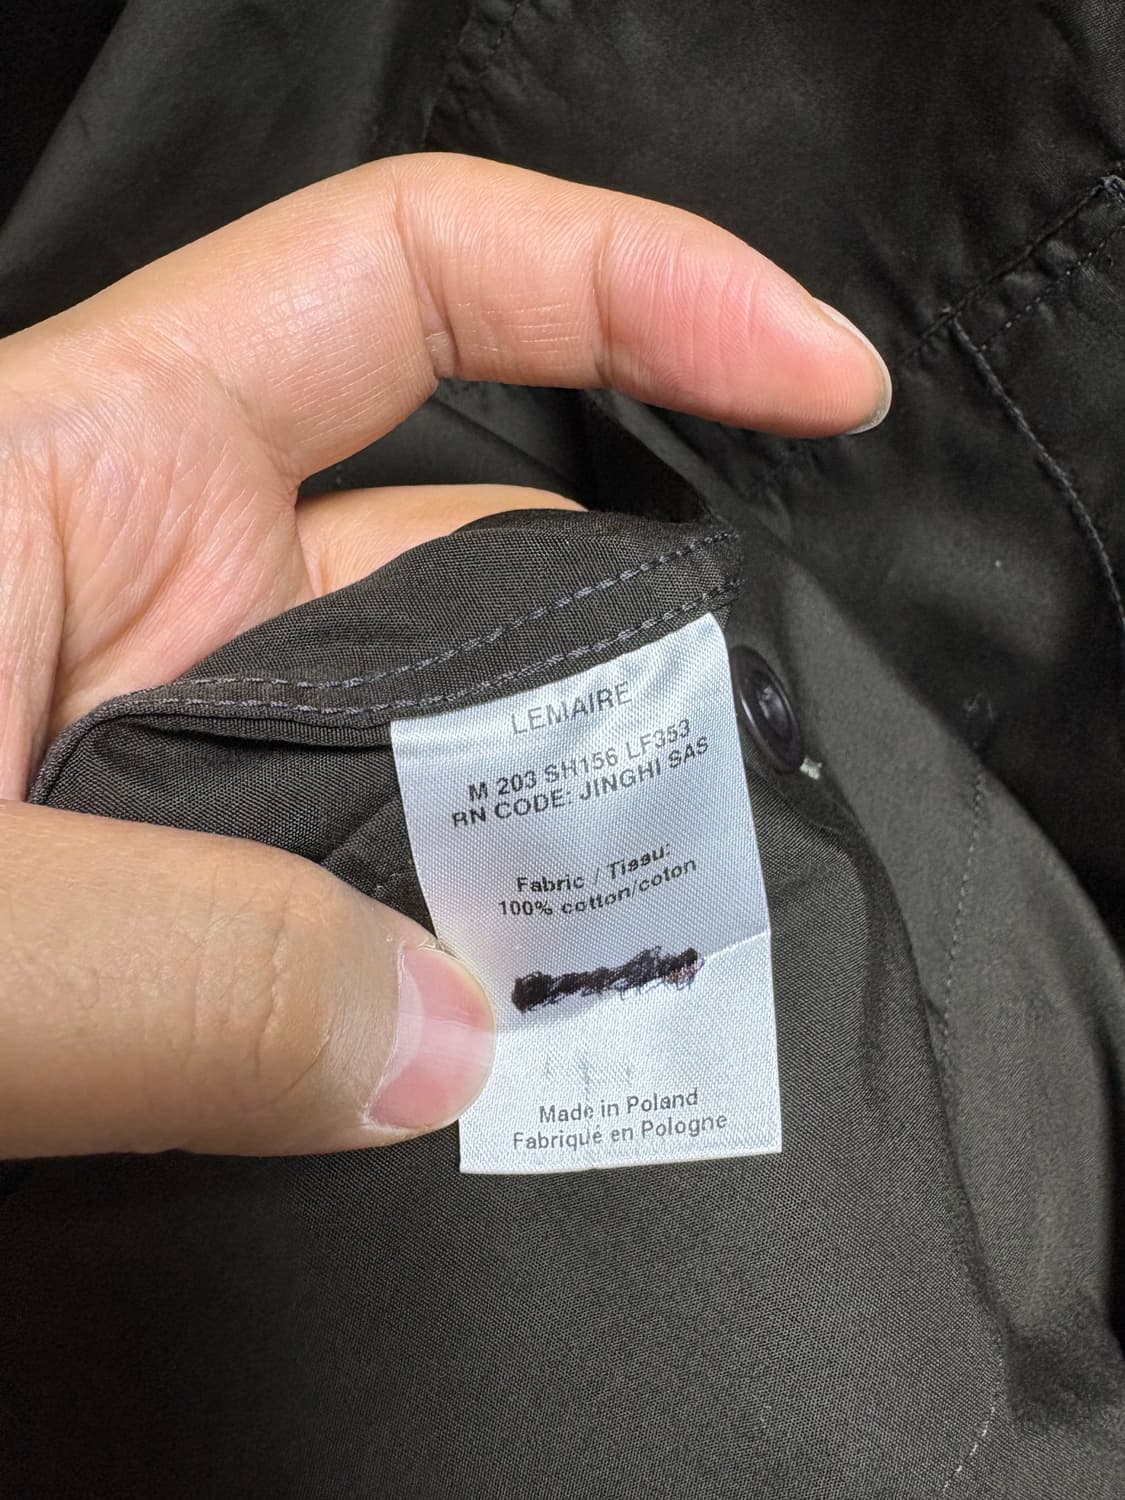 LEMAIRE
M 203 SH156 LF353
RN CODE: JINGHI SAS
Fabric / Tissu:
100% cotton/coton
Made in Poland
Fabriqué en Pologne